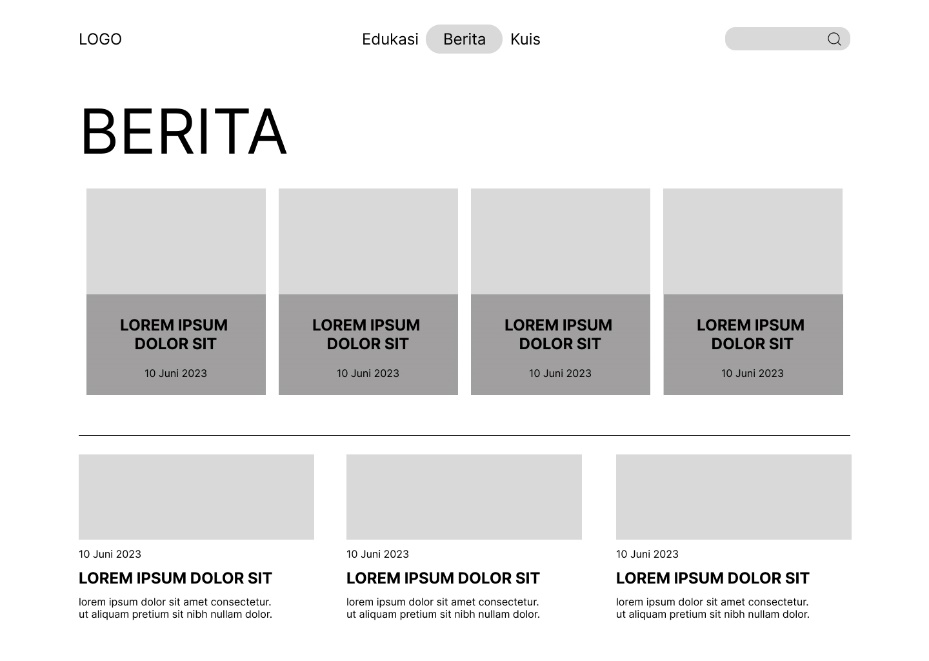 LOGO
Edukasi Berita Kuis
BERITA
LOREM IPSUM
DOLOR SIT
10 Juni 2023
LOREM IPSUM
DOLOR SIT
10 Juni 2023
LOREM IPSUM
DOLOR SIT
10 Juni 2023
LOREM IPSUM
DOLOR SIT
10 Juni 2023
10 Juni 2023
LOREM IPSUM DOLOR SIT
lorem ipsum dolor sit amet consectetur.
ut aliquam pretium sit nibh nullam dolor.
10 Juni 2023
LOREM IPSUM DOLOR SIT
lorem ipsum dolor sit amet consectetur.
ut aliquam pretium sit nibh nullam dolor.
10 Juni 2023
LOREM IPSUM DOLOR SIT
lorem ipsum dolor sit amet consectetur.
ut aliquam pretium sit nibh nullam dolor.